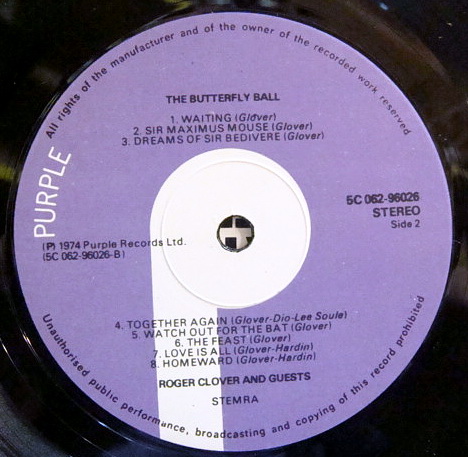 All rights of the manufacturer and of the owner of the recorded work reserved
PURPLE
THE BUTTERFLY BALL
1. WAITING (Glover)
2. SIR MAXIMUS MOUSE (Glover)
3. DREAMS OF SIR BEDIVERE (Glover)
5C 062-96026
STEREO
Side 2
(P) 1974 Purple Records Ltd.
(5C 062-96026-B)
4. TOGETHER AGAIN (Glover-Dio-Lee Soule)
5. WATCH OUT FOR THE BAT (Glover)
6. THE FEAST (Glover)
7. LOVE IS ALL (Glover-Hardin)
8. HOMEWARD (Glover-Hardin)
ROGER CLOVER AND GUESTS
STEMRA
Unauthorised public performance, broadcasting and copying of this record prohibited